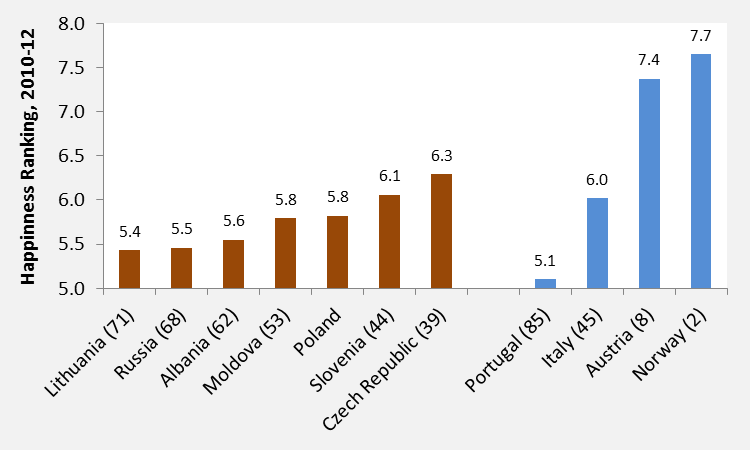 Happinness Ranking, 2010-12
8.0
7.5
7.0
6.5
6.0
5.5
5.0
5.4
5.5
5.6
5.8
5.8
6.1
6.3
5.1
6.0
7.4
7.7
Lithuania (71)
Russia (68)
Albania (62)
Moldova (53)
Poland
Slovenia (44)
Czech Republic (39)
Portugal (85)
Italy (45)
Austria (8)
Norway (2)